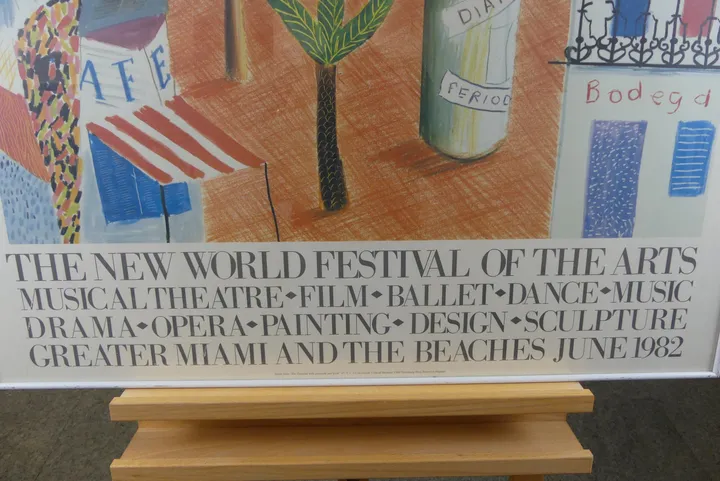 DIA
AFE
PERIOD
Bodega
THE NEW WORLD FESTIVAL OF THE ARTS
MUSICAL THEATRE◆FILM◆BALLET◆DANCE◆MUSIC
DRAMA◆OPERA◆PAINTING◆DESIGN◆SCULPTURE
GREATER MIAMI AND THE BEACHES JUNE 1982